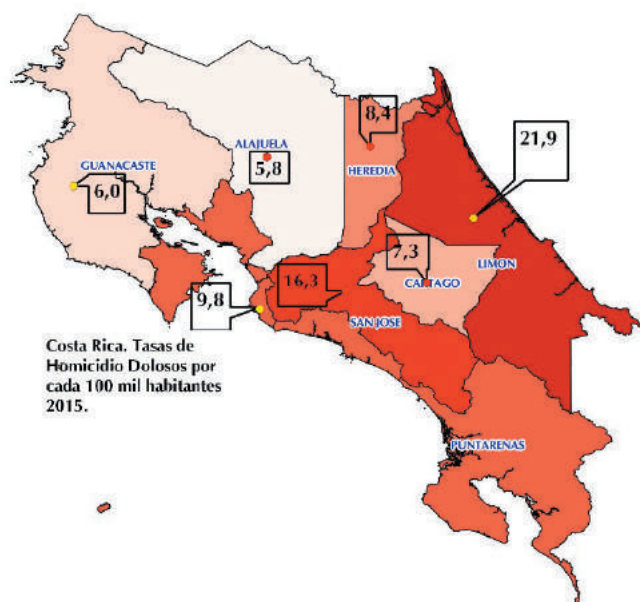 8,4
21,9
ALAJUELA
5,8
HEREDIA
GUANACASTE
6,0
7,3
LIMON
CARTAGO
16,3
9,8
SAN JOSE
Costa Rica. Tasas de
Homicidio Dolosos por
cada 100 mil habitantes
2015.
PUNTARENAS